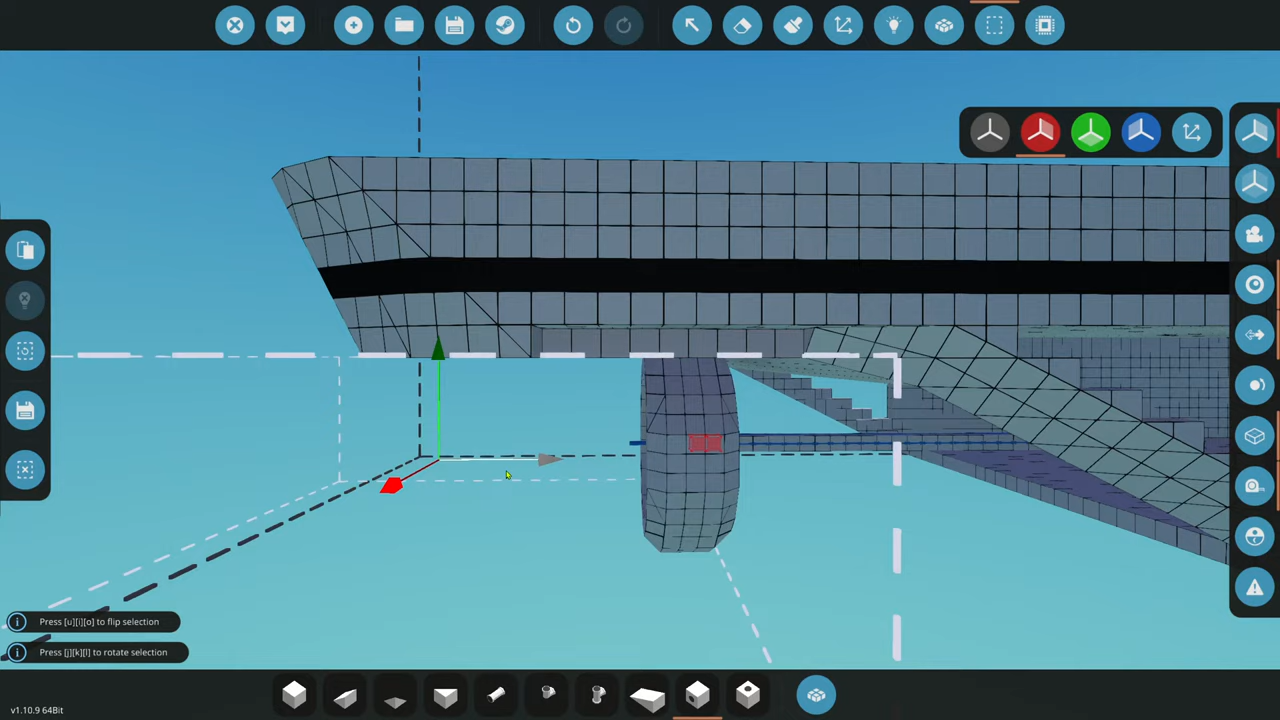 Press [u][i][o] to flip selection
Press [j][k][l] to rotate selection
v1.10.9 64Bit